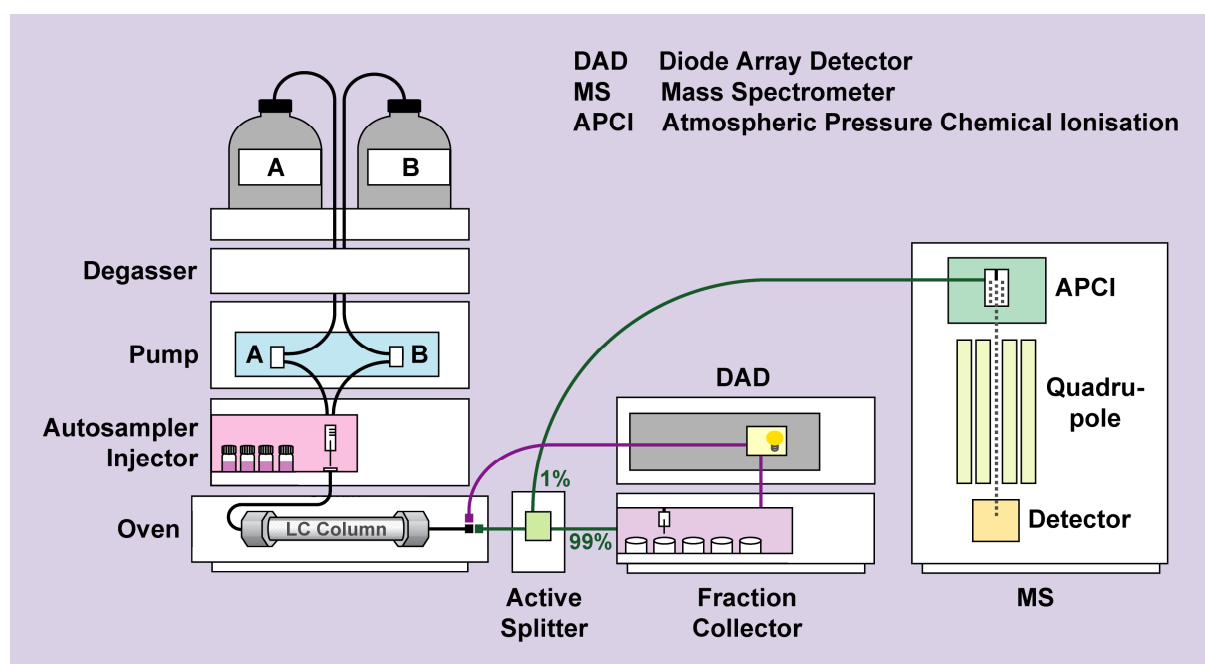 DAD Diode Array Detector
MS Mass Spectrometer
APCI Atmospheric Pressure Chemical Ionisation
A
B
Degasser
Pump
A
B
Autosampler
Injector
Oven
LC Column
1%
99%
Active
Splitter
DAD
Fraction
Collector
APCI
Quadru-
pole
Detector
MS